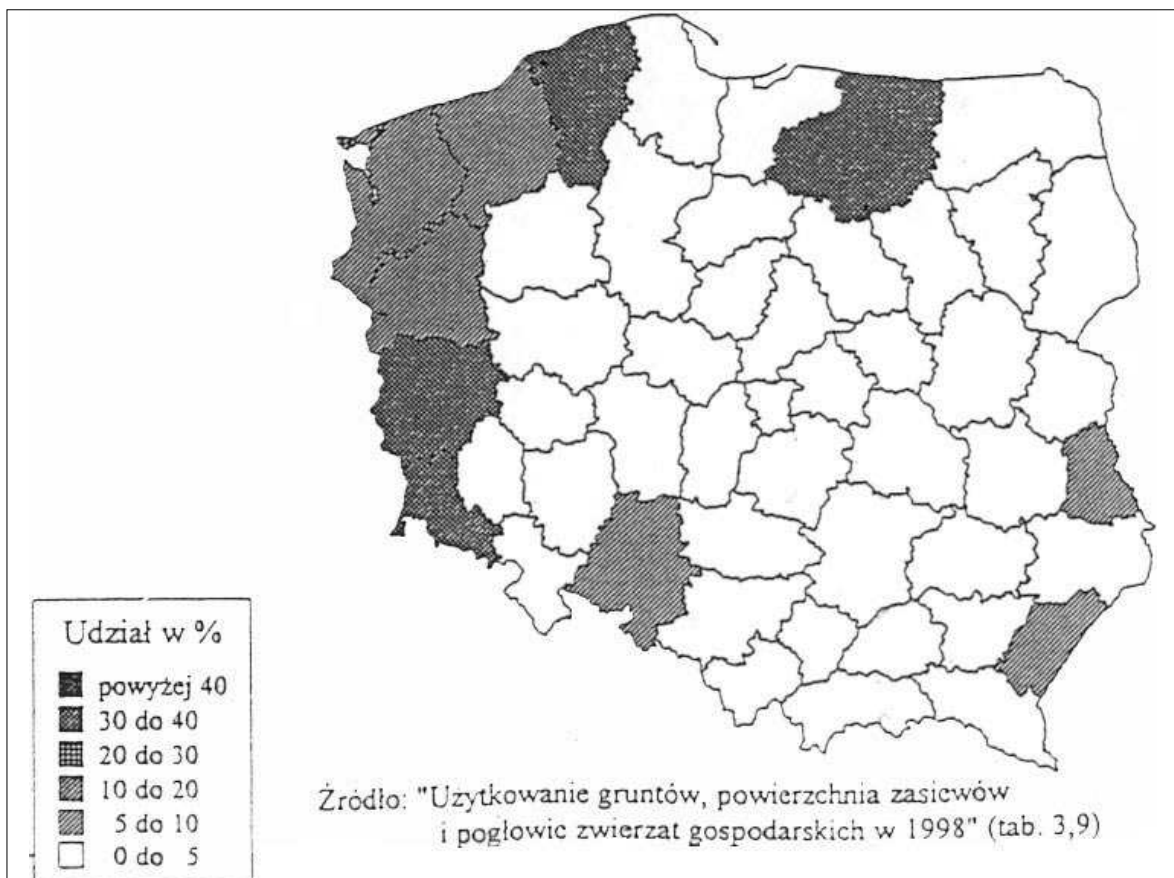 Udział w %
powyżej 40
30 do 40
20 do 30
10 do 20
5 do 10
0 do 5
Źródło: "Użytkowanie gruntów, powierzchnia zasiewów
i pogłowie zwierzat gospodarskich w 1998" (tab. 3,9)